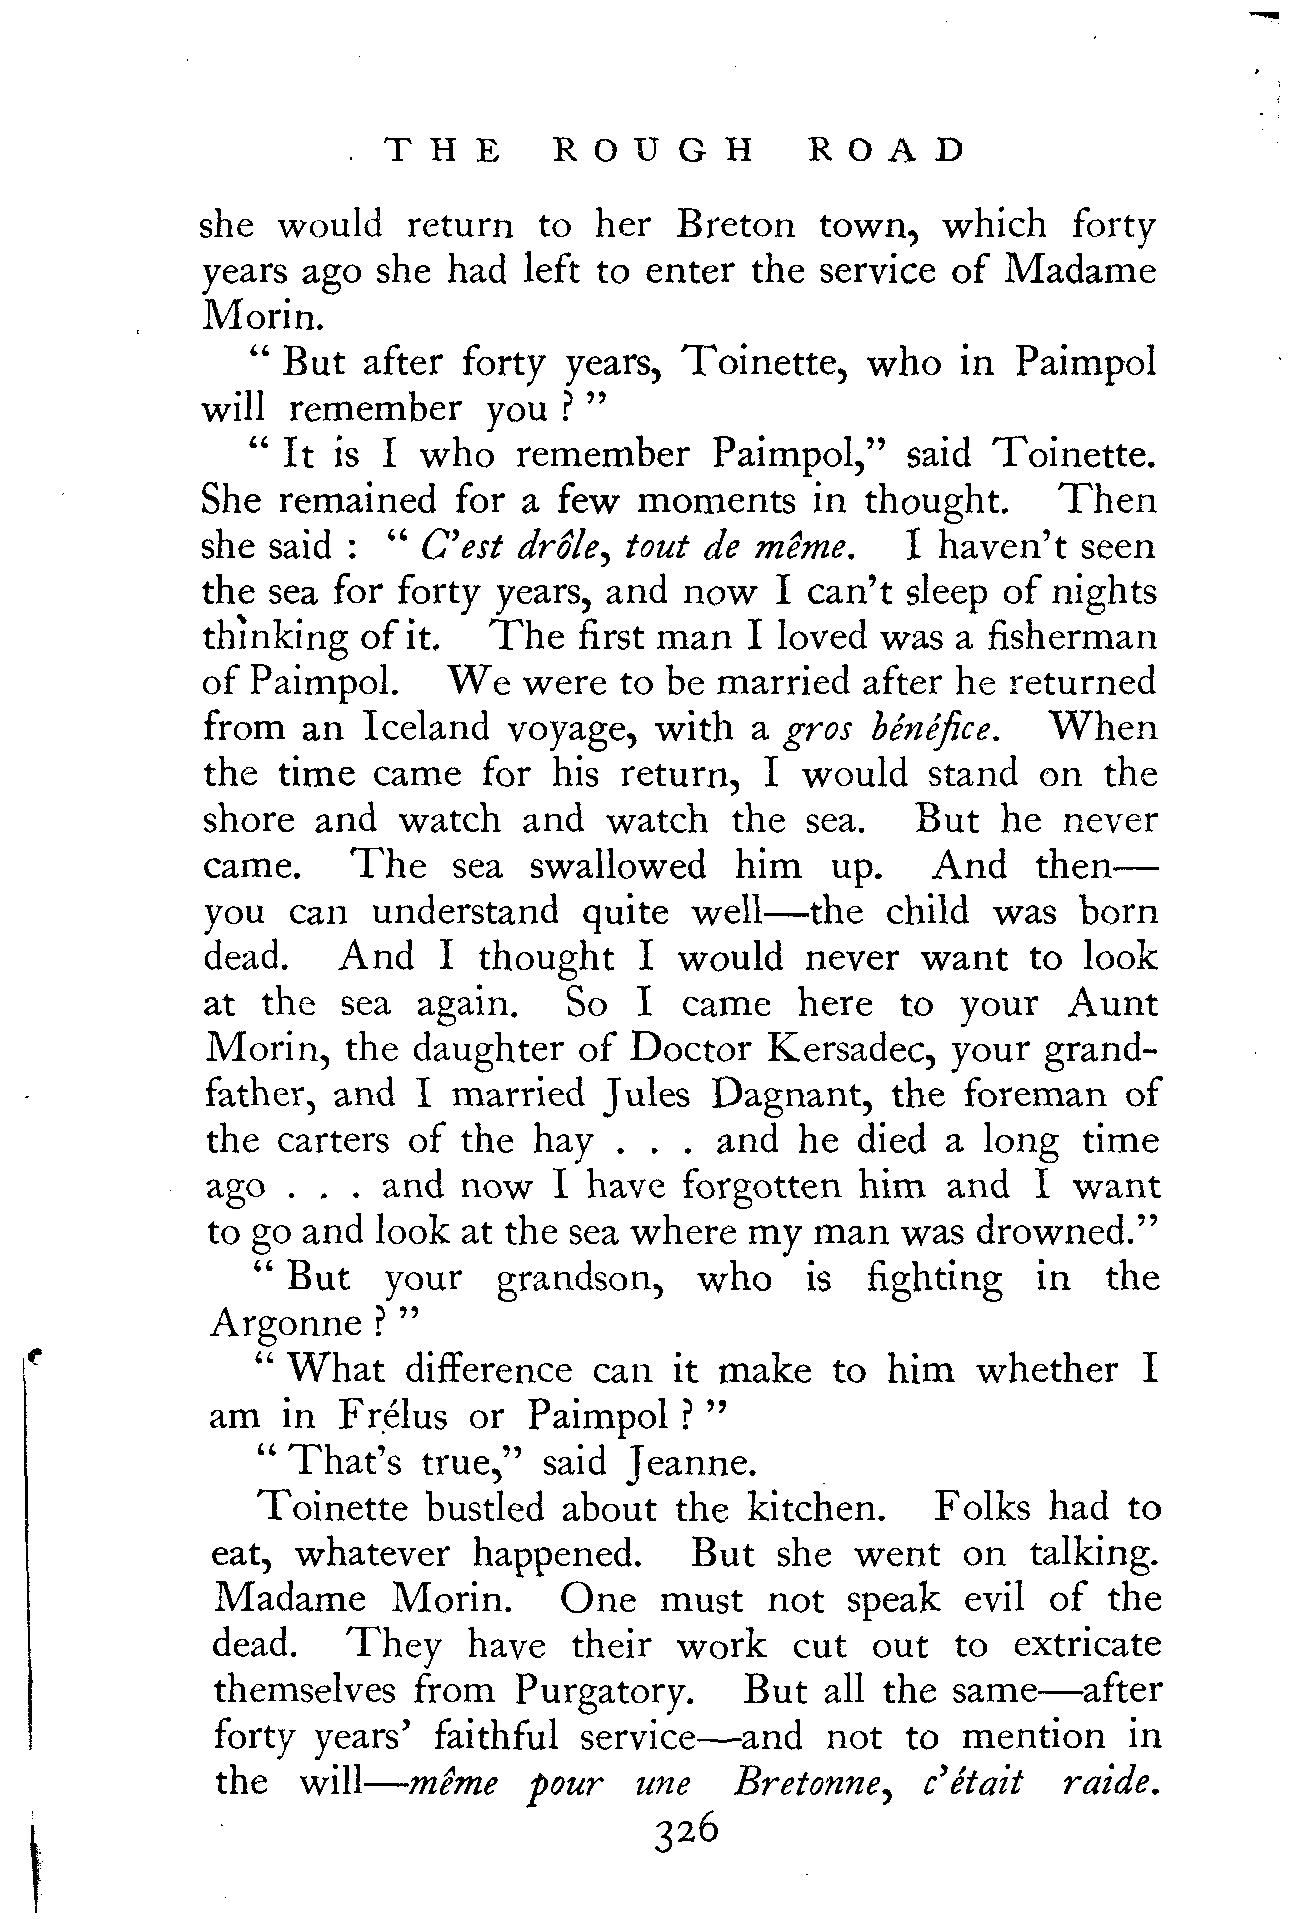 THE ROUGH ROAD
she would return to her Breton town, which forty
years ago she had left to enter the service of Madame
Morin.
“ But after forty years, Toinette, who in Paimpol
will remember you ? ”
“ It is I who remember Paimpol,” said Toinette.
She remained for a few moments in thought. Then
she said : “ C’est drôle, tout de même. I haven’t seen
the sea for forty years, and now I can’t sleep of nights
thinking of it. The first man I loved was a fisherman
of Paimpol. We were to be married after he returned
from an Iceland voyage, with a gros bénéfice. When
the time came for his return, I would stand on the
shore and watch and watch the sea. But he never
came. The sea swallowed him up. And then—
you can understand quite well—the child was born
dead. And I thought I would never want to look
at the sea again. So I came here to your Aunt
Morin, the daughter of Doctor Kersadec, your grand-
father, and I married Jules Dagnant, the foreman of
the carters of the hay . . . and he died a long time
ago . . . and now I have forgotten him and I want
to go and look at the sea where my man was drowned.”
“ But your grandson, who is fighting in the
Argonne ? ”
“ What difference can it make to him whether I
am in Frélus or Paimpol ? ”
“ That’s true,” said Jeanne.
Toinette bustled about the kitchen. Folks had to
eat, whatever happened. But she went on talking.
Madame Morin. One must not speak evil of the
dead. They have their work cut out to extricate
themselves from Purgatory. But all the same—after
forty years’ faithful service—and not to mention in
the will—même pour une Bretonne, c’était raide.
326